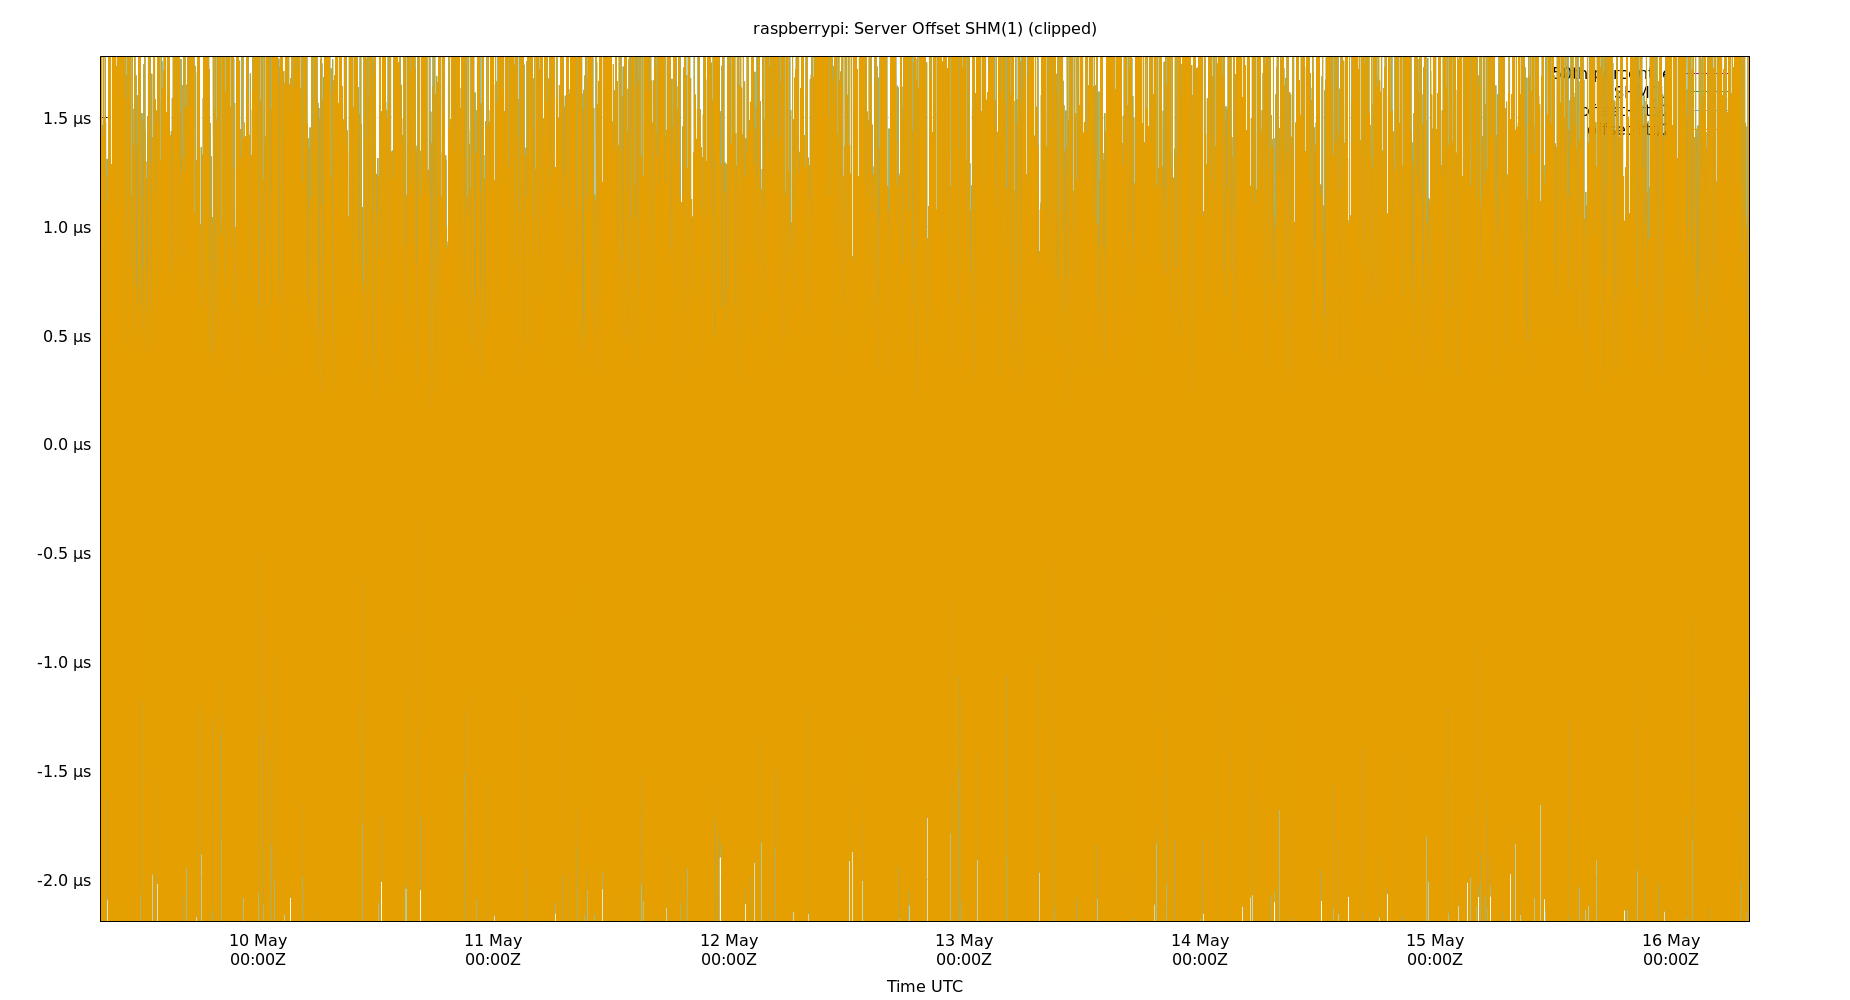 raspberrypi: Server Offset SHM(1) (clipped)
1.5 µs
1.0 µs
0.5 µs
0.0 µs
-0.5 µs
-1.0 µs
-1.5 µs
-2.0 µs
10 May
00:00Z
11 May
00:00Z
12 May
00:00Z
13 May
00:00Z
14 May
00:00Z
15 May
00:00Z
16 May
00:00Z
Time UTC